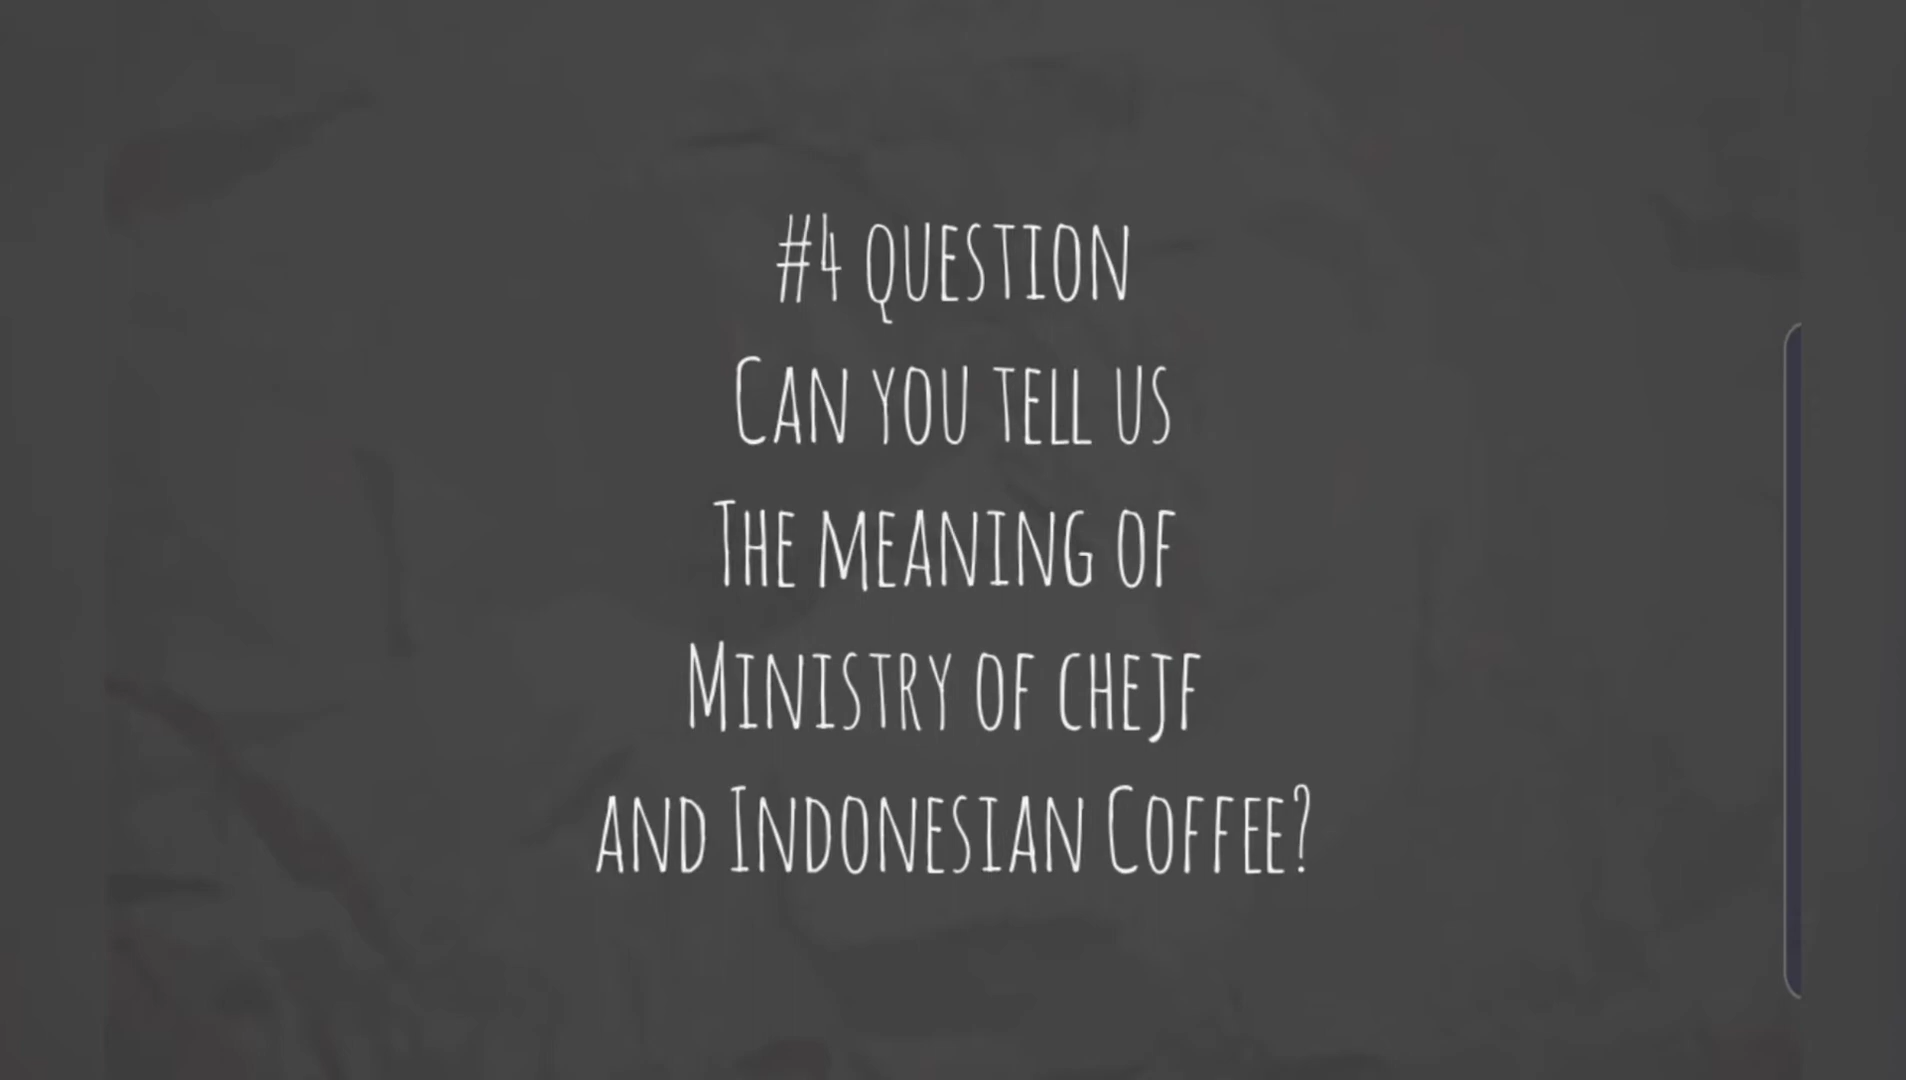 #4 QUESTION
CAN YOU TELL US
THE MEANING OF
MINISTRY OF CHEJF
AND INDONESIAN COFFEE?